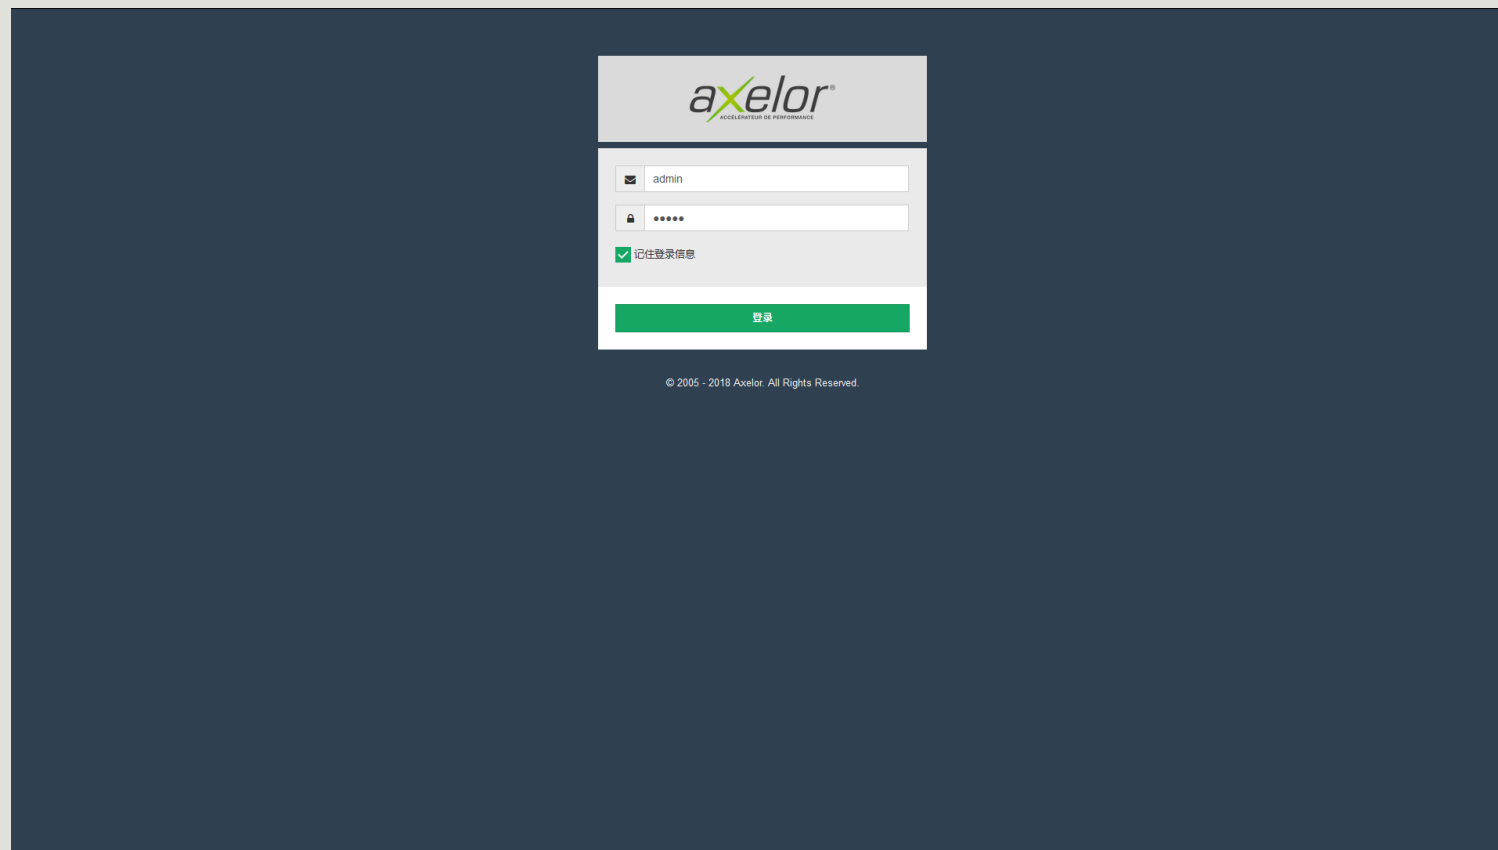 axelor®
ACCÉLÉRATEUR DE PERFORMANCE
admin
●●●●●
记住登录信息
登录
© 2005 - 2018 Axelor. All Rights Reserved.